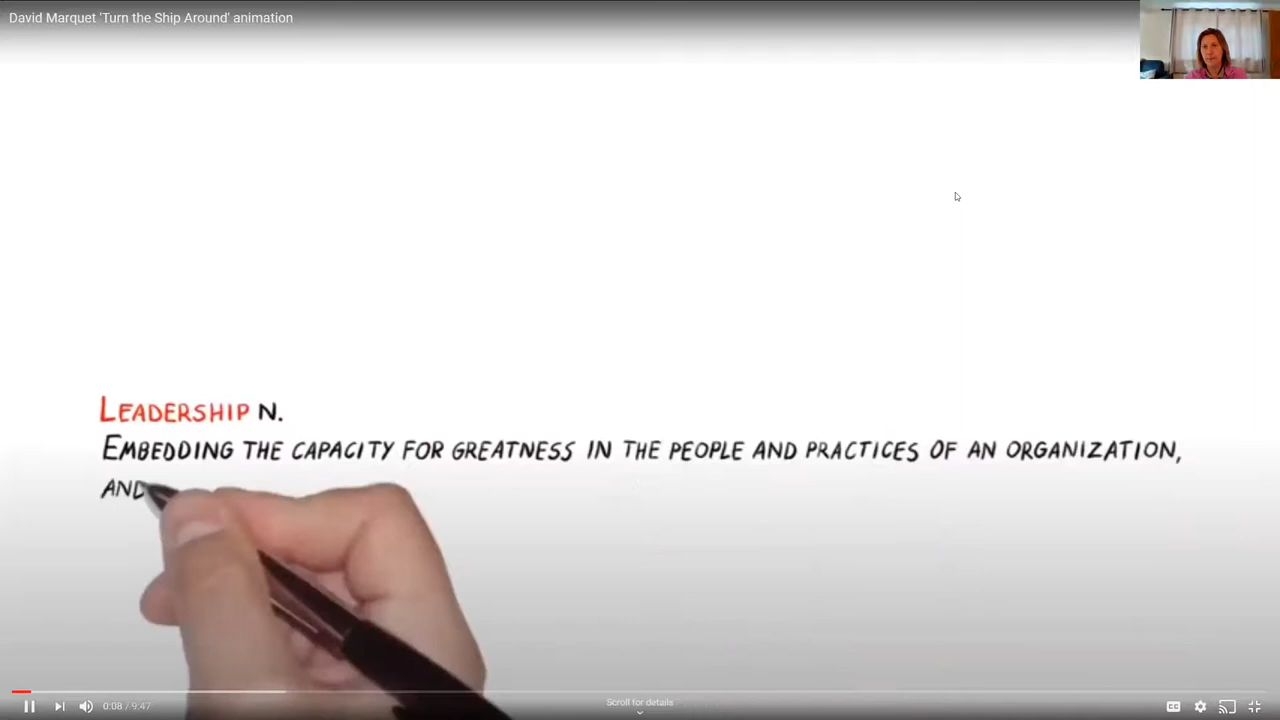 David Marquet 'Turn the Ship Around' animation
LEADERSHIP N.
EMBEDDING THE CAPACITY FOR GREATNESS IN THE PEOPLE AND PRACTICES OF AN ORGANIZATION,
AND
0:08 / 9:47
Scroll for details
CC